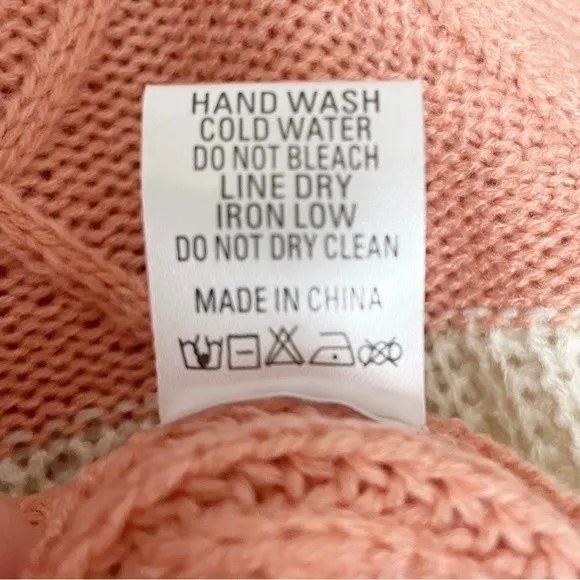 HAND WASH
COLD WATER
DO NOT BLEACH
LINE DRY
IRON LOW
DO NOT DRY CLEAN
MADE IN CHINA